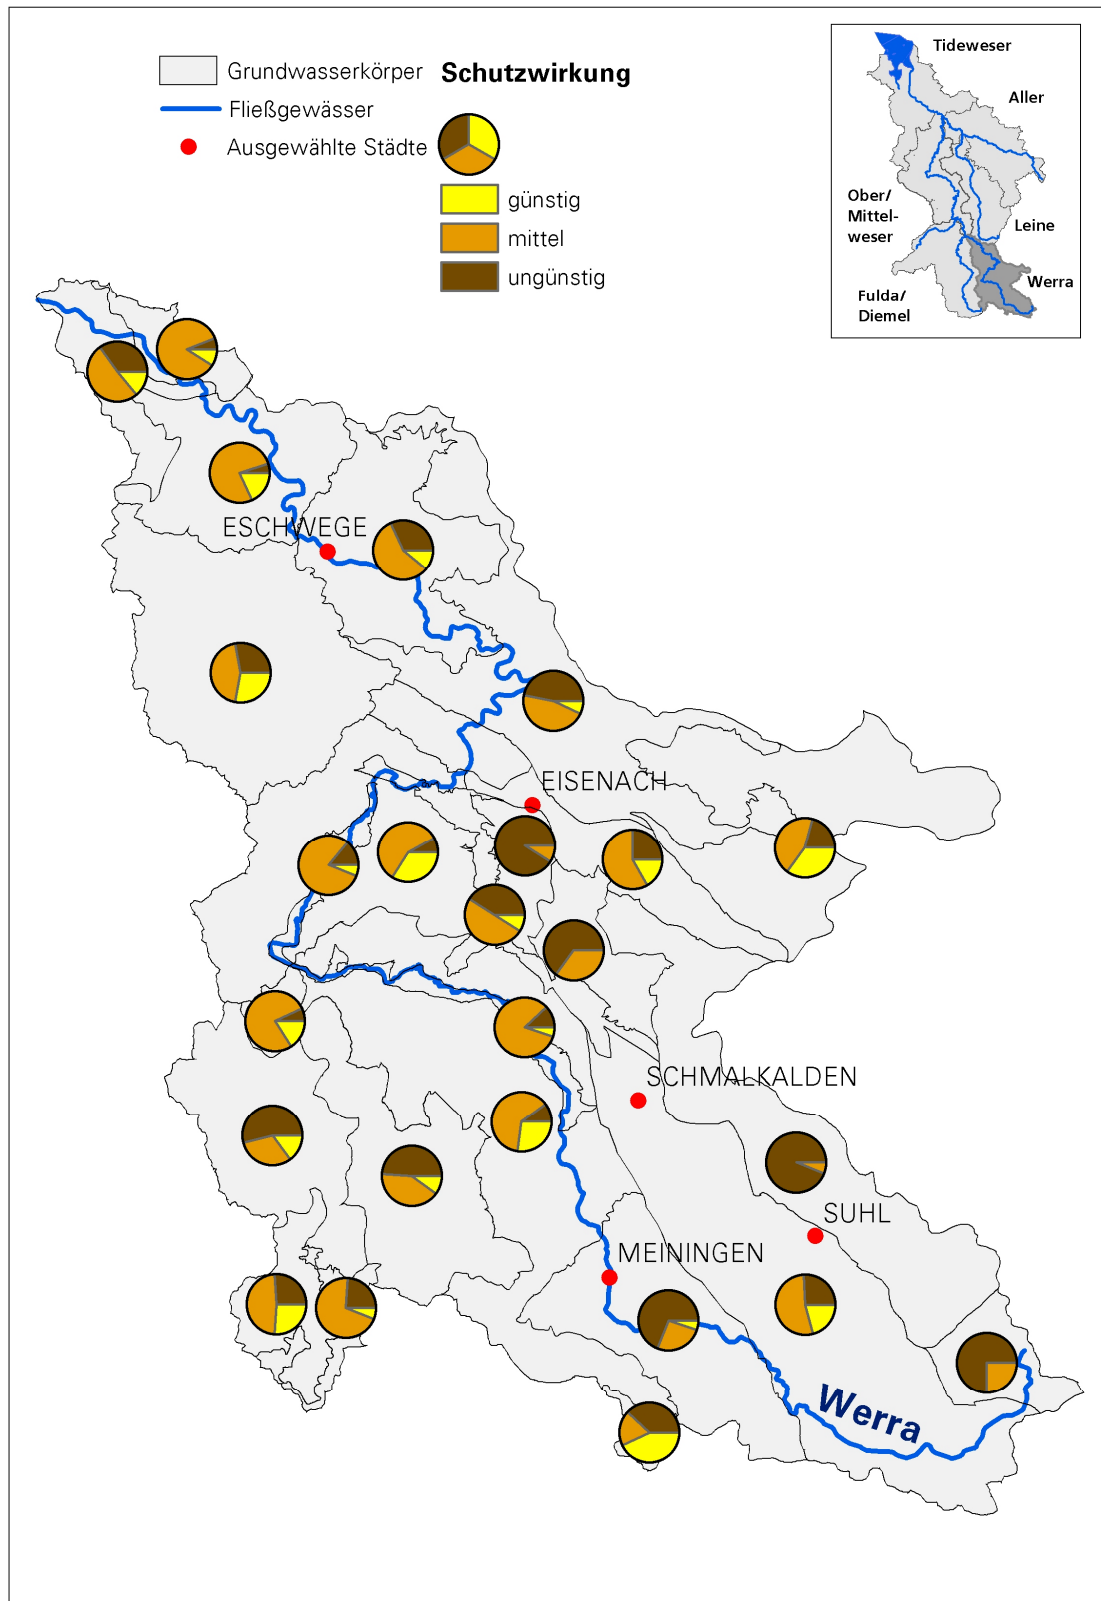 Grundwasserkörper
Fließgewässer
Ausgewählte Städte
Schutzwirkung
günstig
mittel
ungünstig
Tideweser
Aller
Ober/
Mittel-
weser
Leine
Werra
Fulda/
Diemel
ESCHWEGE
EISENACH
SCHMALKALDEN
SUHL
MEININGEN
Werra